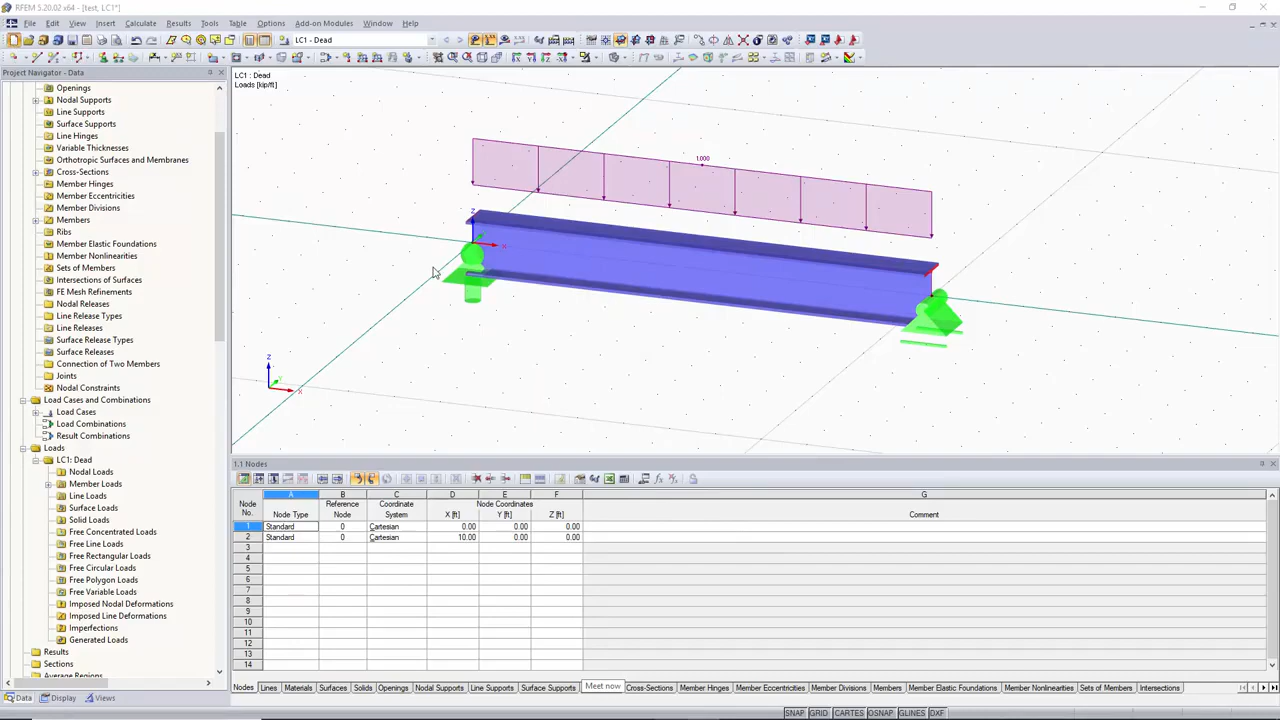 RFEM 5.20.02 x64 - [test, LC1*]
File Edit View Insert Calculate Results Tools Table Options Add-on Modules Window Help
LC1 - Dead
Project Navigator - Data
Openings
Nodal Supports
Line Supports
Surface Supports
Line Hinges
Variable Thicknesses
Orthotropic Surfaces and Membranes
Cross-Sections
Member Hinges
Member Eccentricities
Member Divisions
Members
Ribs
Member Elastic Foundations
Member Nonlinearities
Sets of Members
Intersections of Surfaces
FE Mesh Refinements
Nodal Releases
Line Release Types
Line Releases
Surface Release Types
Surface Releases
Connection of Two Members
Joints
Nodal Constraints
Load Cases and Combinations
Load Cases
Load Combinations
Result Combinations
Loads
LC1: Dead
Nodal Loads
Member Loads
Line Loads
Surface Loads
Solid Loads
Free Concentrated Loads
Free Line Loads
Free Rectangular Loads
Free Circular Loads
Free Polygon Loads
Free Variable Loads
Imposed Nodal Deformations
Imposed Line Deformations
Imperfections
Generated Loads
Results
Sections
Average Regions
Data Display Views
LC1 : Dead
Loads [kip/ft]
1.000
Z
X
Z
Y
X
1.1 Nodes
A B C D E F G
Node No. Node Type Reference Node Coordinate System Node Coordinates X [ft] Y [ft] Z [ft] Comment
1 Standard 0 Cartesian 0.00 0.00 0.00
2 Standard 0 Cartesian 10.00 0.00 0.00
3
4
5
6
7
8
9
10
11
12
13
14
Nodes Lines Materials Surfaces Solids Openings Nodal Supports Line Supports Surface Supports Meet now Cross-Sections Member Hinges Member Eccentricities Member Divisions Members Member Elastic Foundations Member Nonlinearities Sets of Members Intersections
SNAP GRID CARTES OSNAP GLINES DXF